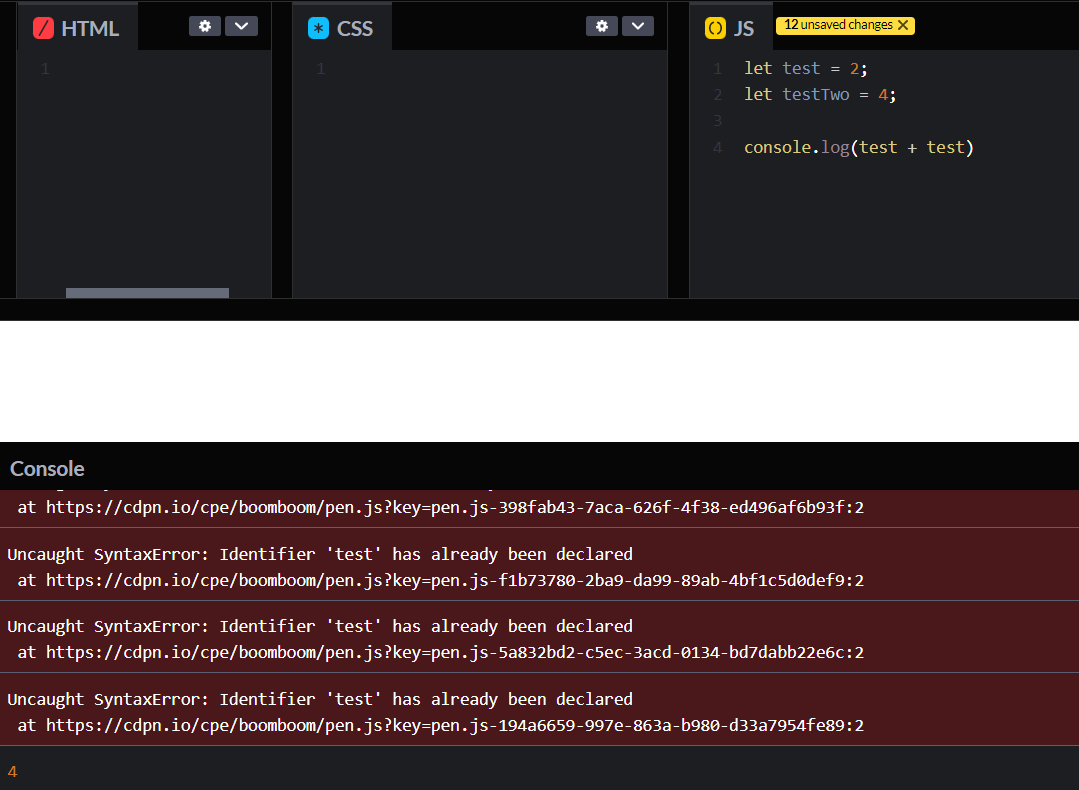 HTML
CSS
JS
12 unsaved changes X
1
1
1 let test = 2;
2 let testTwo = 4;
3
4 console.log(test + test)
Console
at https://cdpn.io/cpe/boomboom/pen.js?key=pen.js-398fab43-7aca-626f-4f38-ed496af6b93f:2
Uncaught SyntaxError: Identifier 'test' has already been declared
at https://cdpn.io/cpe/boomboom/pen.js?key=pen.js-f1b73780-2ba9-da99-89ab-4bf1c5d0def9:2
Uncaught SyntaxError: Identifier 'test' has already been declared
at https://cdpn.io/cpe/boomboom/pen.js?key=pen.js-5a832bd2-c5ec-3acd-0134-bd7dabb22e6c:2
Uncaught SyntaxError: Identifier 'test' has already been declared
at https://cdpn.io/cpe/boomboom/pen.js?key=pen.js-194a6659-997e-863a-b980-d33a7954fe89:2
4